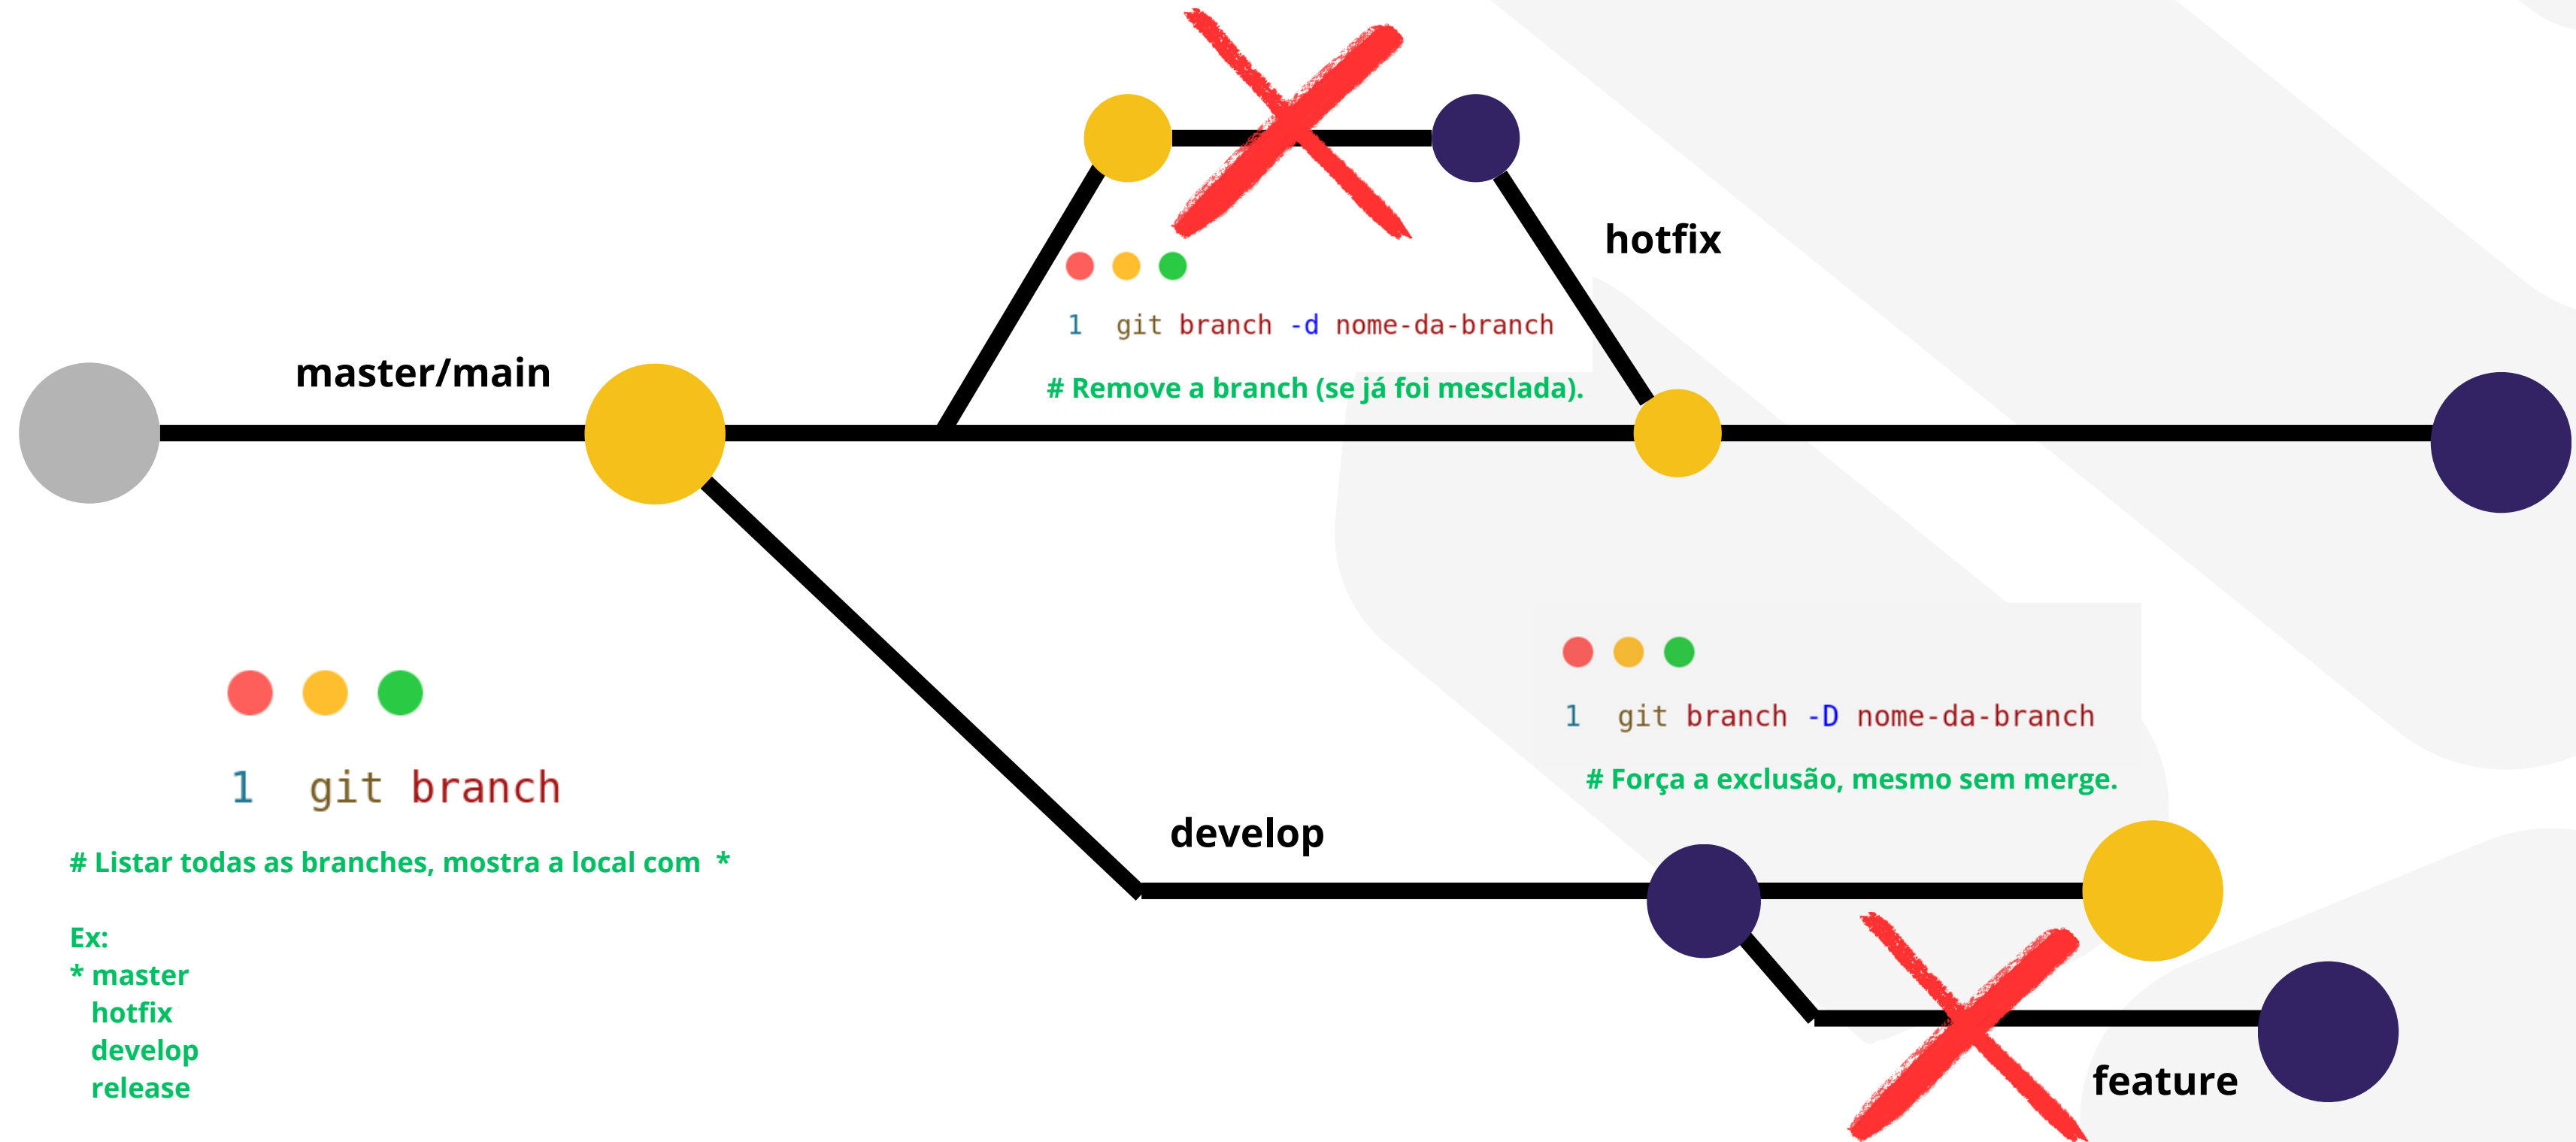 hotfix
1 git branch -d nome-da-branch
# Remove a branch (se já foi mesclada).
master/main
1 git branch -D nome-da-branch
# Força a exclusão, mesmo sem merge.
1 git branch
# Listar todas as branches, mostra a local com *
Ex:
* master
hotfix
develop
release
develop
feature